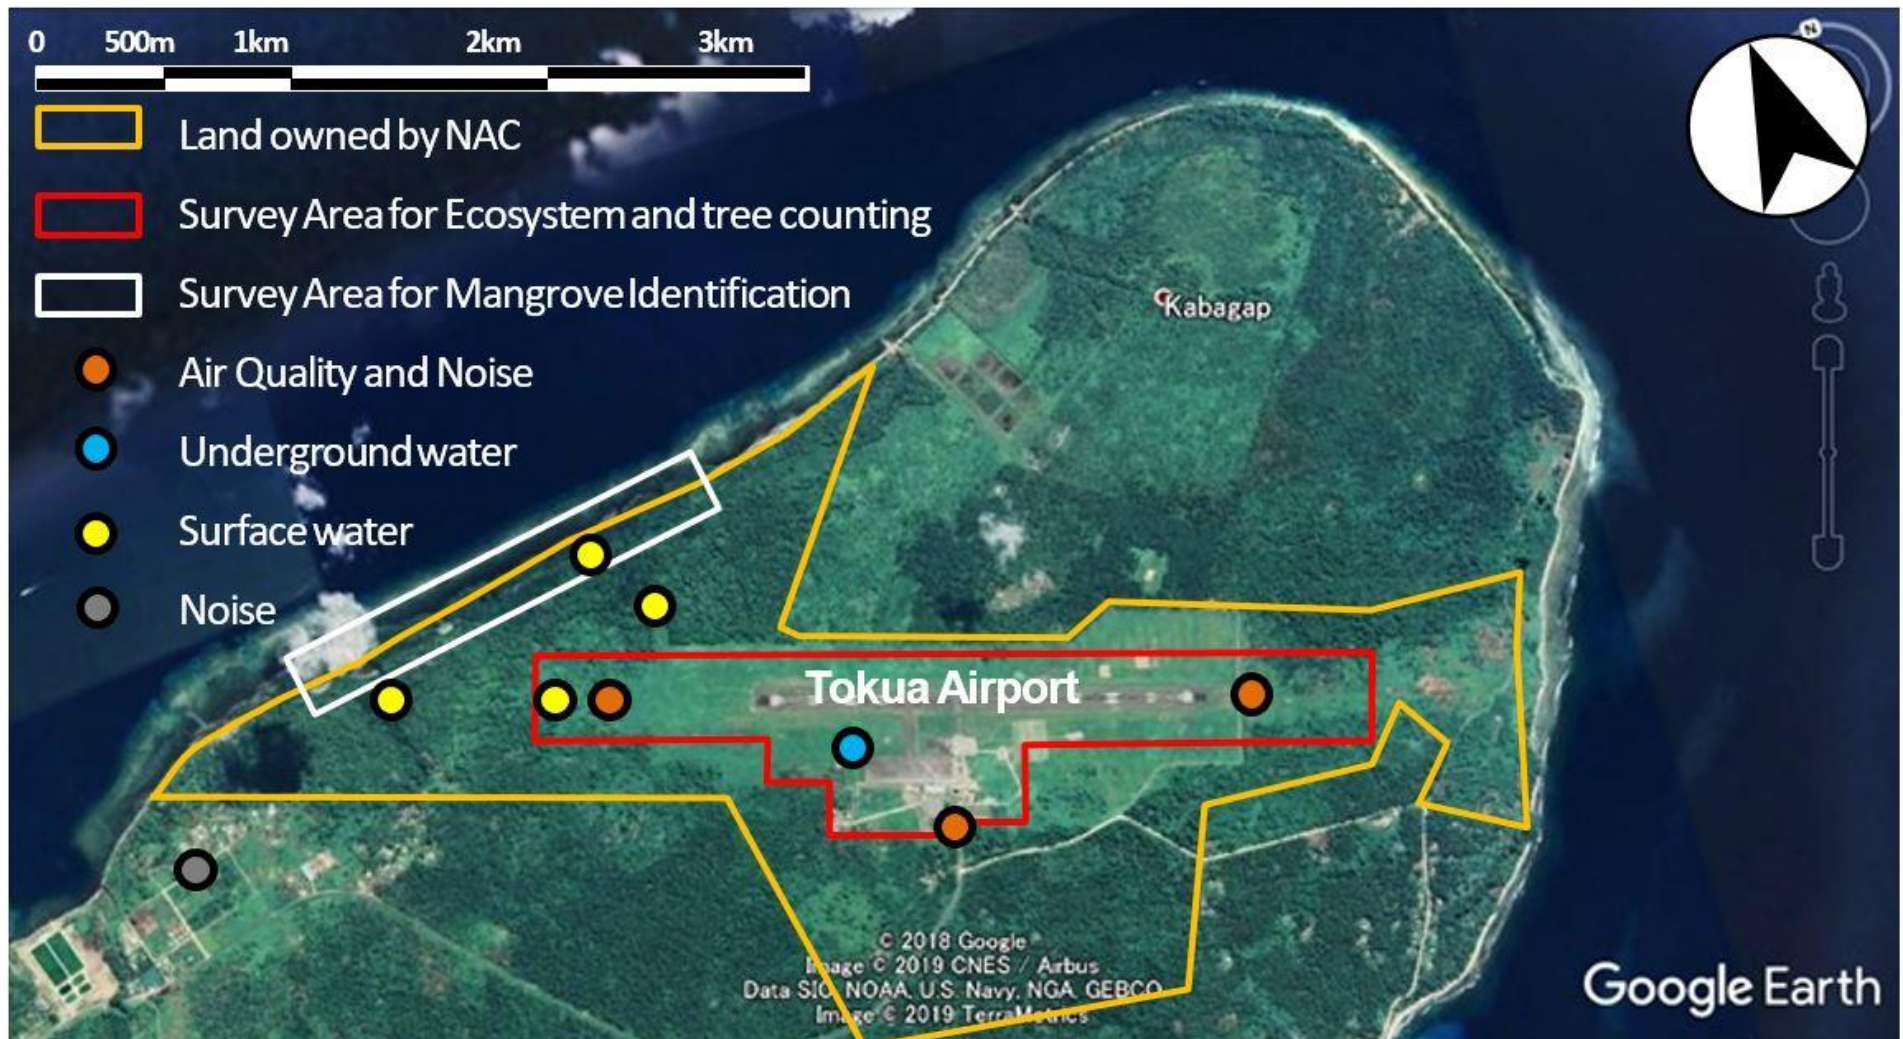 0 500m 1km 2km 3km
N
Land owned by NAC
Survey Area for Ecosystem and tree counting
Survey Area for Mangrove Identification
Kabagap
Air Quality and Noise
Underground water
Surface water
Noise
Tokua Airport
© 2018 Google
Image © 2019 CNES / Airbus
Data SIO, NOAA, U.S. Navy, NGA, GEBCO
Image © 2019 TerraMetrics
Google Earth